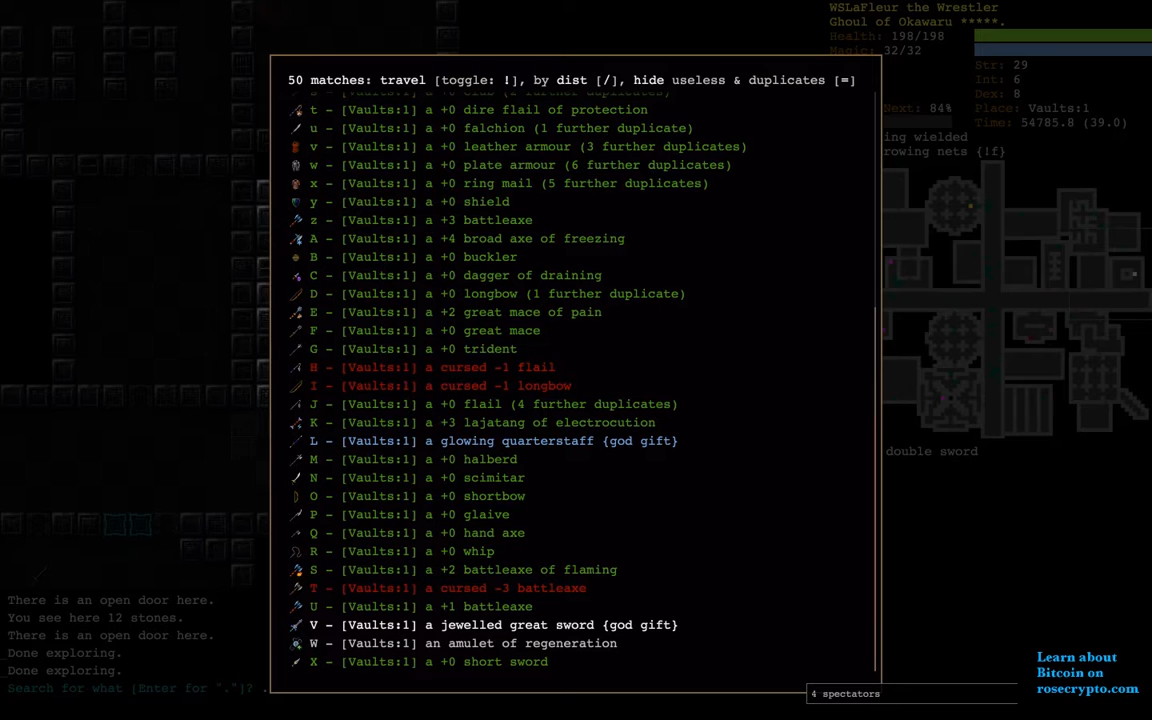 WSLaFleur the Wrestler
Ghoul of Okawaru *****.
Health: 198/198
Magic: 32/32
Str: 29
Int: 6
Dex: 8
Next: 84% Place: Vaults:1
Time: 54785.8 (39.0)
ing wielded
rowing nets {!f}
50 matches: travel [toggle: !], by dist [/], hide useless & duplicates [=]
t - [Vaults:1] a +0 dire flail of protection
u - [Vaults:1] a +0 falchion (1 further duplicate)
v - [Vaults:1] a +0 leather armour (3 further duplicates)
w - [Vaults:1] a +0 plate armour (6 further duplicates)
x - [Vaults:1] a +0 ring mail (5 further duplicates)
y - [Vaults:1] a +0 shield
z - [Vaults:1] a +3 battleaxe
A - [Vaults:1] a +4 broad axe of freezing
B - [Vaults:1] a +0 buckler
C - [Vaults:1] a +0 dagger of draining
D - [Vaults:1] a +0 longbow (1 further duplicate)
E - [Vaults:1] a +2 great mace of pain
F - [Vaults:1] a +0 great mace
G - [Vaults:1] a +0 trident
H - [Vaults:1] a cursed -1 flail
I - [Vaults:1] a cursed -1 longbow
J - [Vaults:1] a +0 flail (4 further duplicates)
K - [Vaults:1] a +3 lajatang of electrocution
L - [Vaults:1] a glowing quarterstaff {god gift}
M - [Vaults:1] a +0 halberd
N - [Vaults:1] a +0 scimitar
O - [Vaults:1] a +0 shortbow
P - [Vaults:1] a +0 glaive
Q - [Vaults:1] a +0 hand axe
R - [Vaults:1] a +0 whip
S - [Vaults:1] a +2 battleaxe of flaming
T - [Vaults:1] a cursed -3 battleaxe
U - [Vaults:1] a +1 battleaxe
V - [Vaults:1] a jewelled great sword {god gift}
W - [Vaults:1] an amulet of regeneration
X - [Vaults:1] a +0 short sword
double sword
There is an open door here.
You see here 12 stones.
There is an open door here.
Done exploring.
Done exploring.
Search for what [Enter for "."]? .
4 spectators
Learn about
Bitcoin on
rosecrypto.com